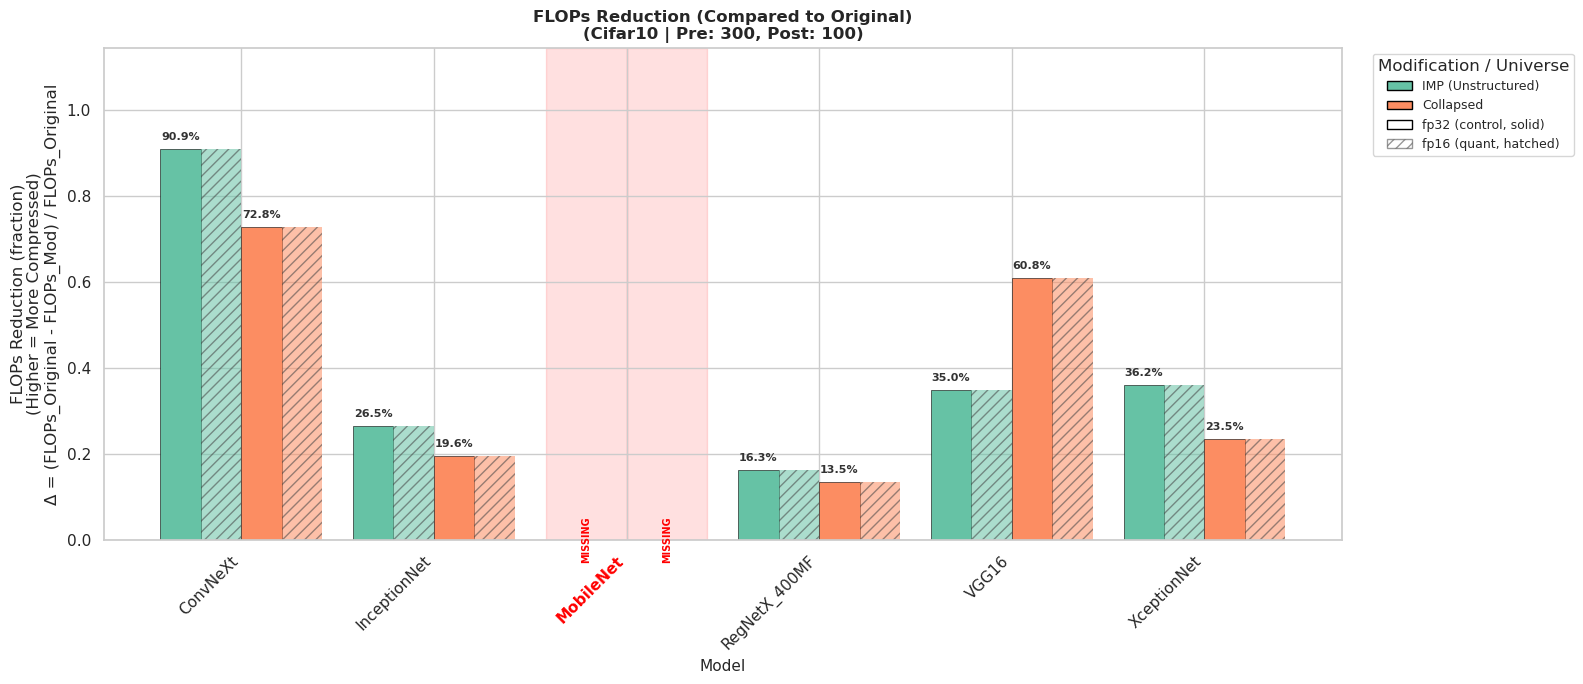 FLOPs Reduction (Compared to Original)
(Cifar10 | Pre: 300, Post: 100)
FLOPs Reduction (fraction)
(Higher = More Compressed)
Δ = (FLOPs_Original - FLOPs_Mod) / FLOPs_Original
1.0
0.8
0.6
0.4
0.2
0.0
90.9%
72.8%
26.5%
19.6%
MISSING
MISSING
16.3%
13.5%
35.0%
60.8%
36.2%
23.5%
ConvNeXt
InceptionNet
MobileNet
RegNetX_400MF
VGG16
XceptionNet
Model
Modification / Universe
IMP (Unstructured)
Collapsed
fp32 (control, solid)
fp16 (quant, hatched)